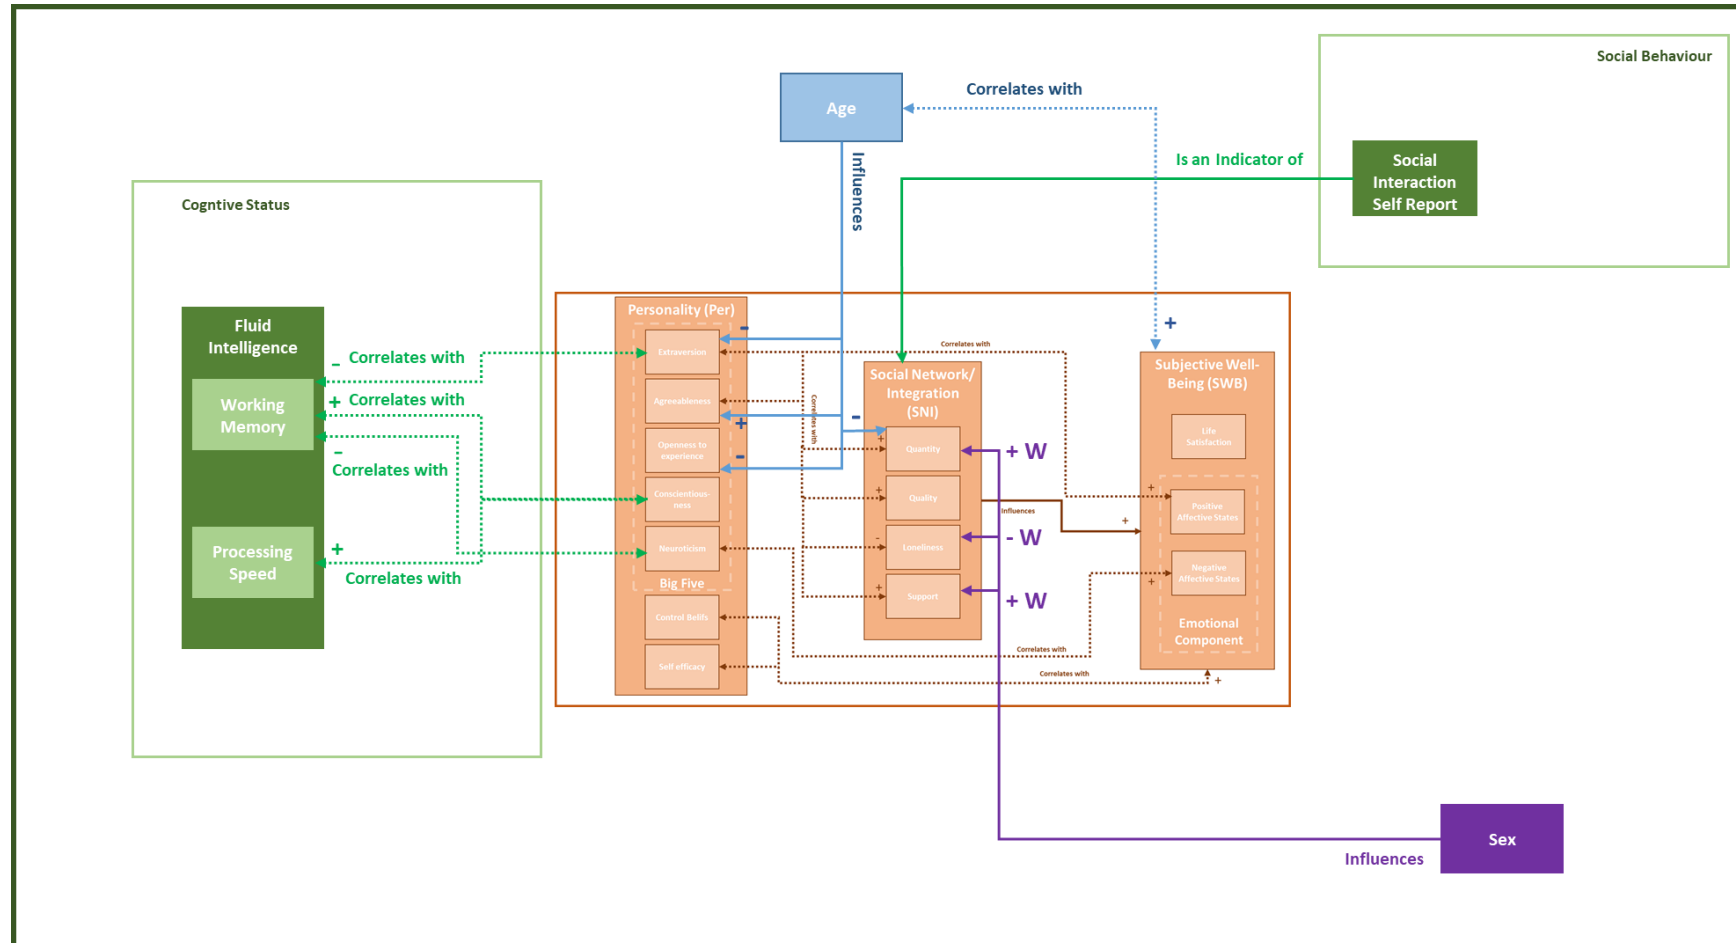 Social Behaviour
Age
Correlates with
Influences
Is an Indicator of
Social
Interaction
Self Report
Cogntive Status
Fluid
Intelligence
Working
Memory
Processing
Speed
– Correlates with
+ Correlates with
–
Correlates with
+
Correlates with
Personality (Per)
Extraversion
Agreeableness
Openness to
experience
Conscientious-
ness
Neuroticism
Big Five
Control Belifs
Self efficacy
-
+
-
-
Correlates with
Correlates with
Social Network/
Integration
(SNI)
+
Quantity
+
Quality
-
Loneliness
+
Support
+ W
- W
+ W
Influences
+
+
Subjective Well-
Being (SWB)
Life
Satisfaction
+
Positive
Affective States
+
Negative
Affective States
Emotional
Component
Correlates with
Correlates with
+
Sex
Influences